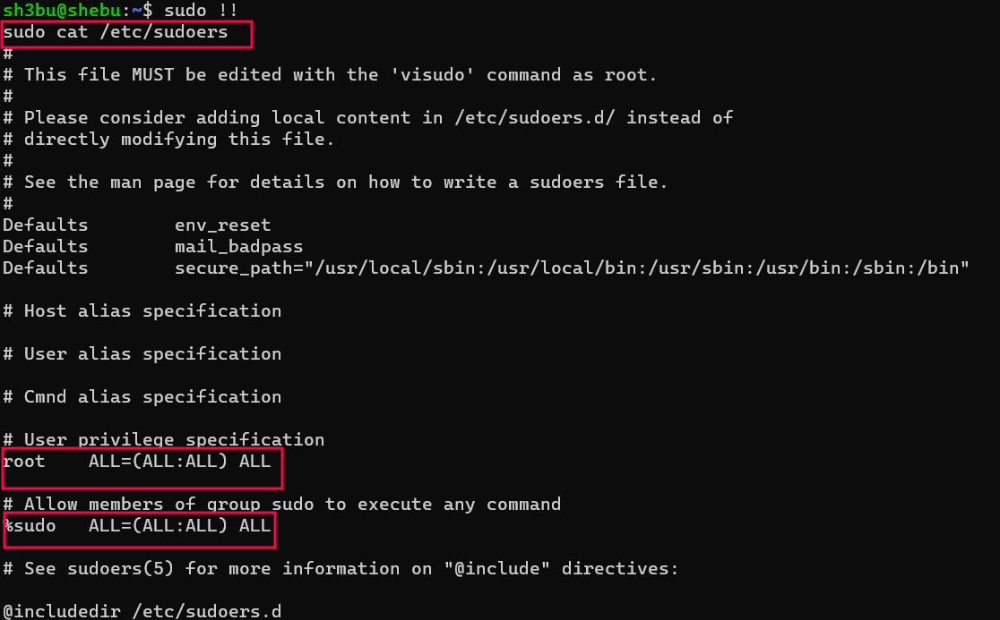 sh3bu@shebu:~$ sudo !!
sudo cat /etc/sudoers
#
# This file MUST be edited with the 'visudo' command as root.
#
# Please consider adding local content in /etc/sudoers.d/ instead of
# directly modifying this file.
#
# See the man page for details on how to write a sudoers file.
#
Defaults        env_reset
Defaults        mail_badpass
Defaults        secure_path="/usr/local/sbin:/usr/local/bin:/usr/sbin:/usr/bin:/sbin:/bin"
# Host alias specification
# User alias specification
# Cmnd alias specification
# User privilege specification
root    ALL=(ALL:ALL) ALL
# Allow members of group sudo to execute any command
%sudo   ALL=(ALL:ALL) ALL
# See sudoers(5) for more information on "@include" directives:
@includedir /etc/sudoers.d